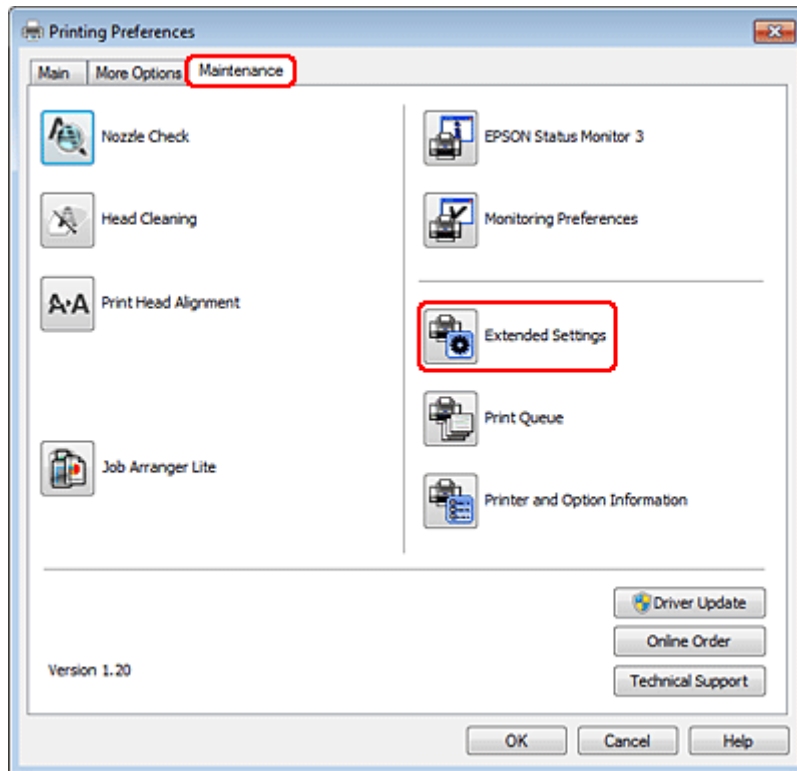 Printing Preferences
Main
More Options
Maintenance
Nozzle Check
Head Cleaning
A·A Print Head Alignment
Job Arranger Lite
EPSON Status Monitor 3
Monitoring Preferences
Extended Settings
Print Queue
Printer and Option Information
Driver Update
Online Order
Technical Support
Version 1.20
OK
Cancel
Help